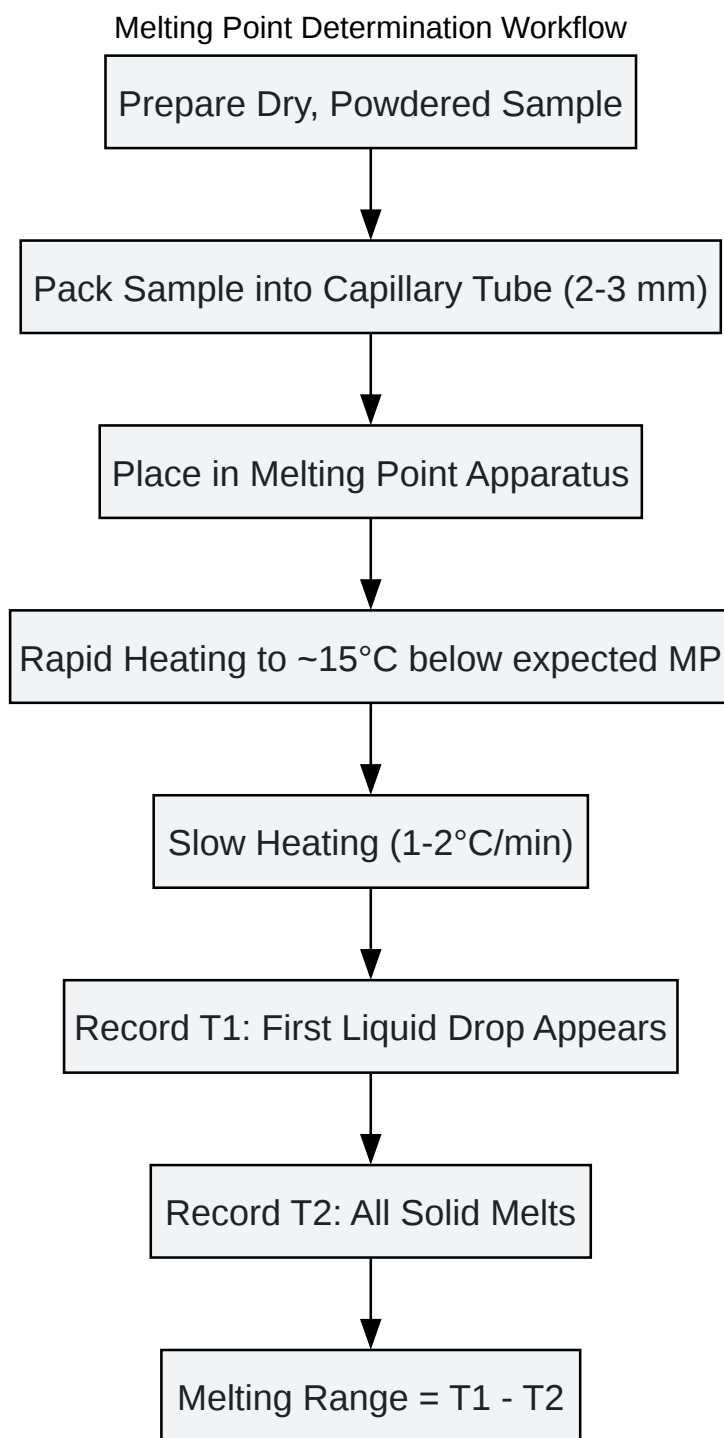 Melting Point Determination Workflow
Prepare Dry, Powdered Sample
Pack Sample into Capillary Tube (2-3 mm)
Place in Melting Point Apparatus
Rapid Heating to ~15°C below expected MP
Slow Heating (1-2°C/min)
Record T1: First Liquid Drop Appears
Record T2: All Solid Melts
Melting Range = T1 - T2